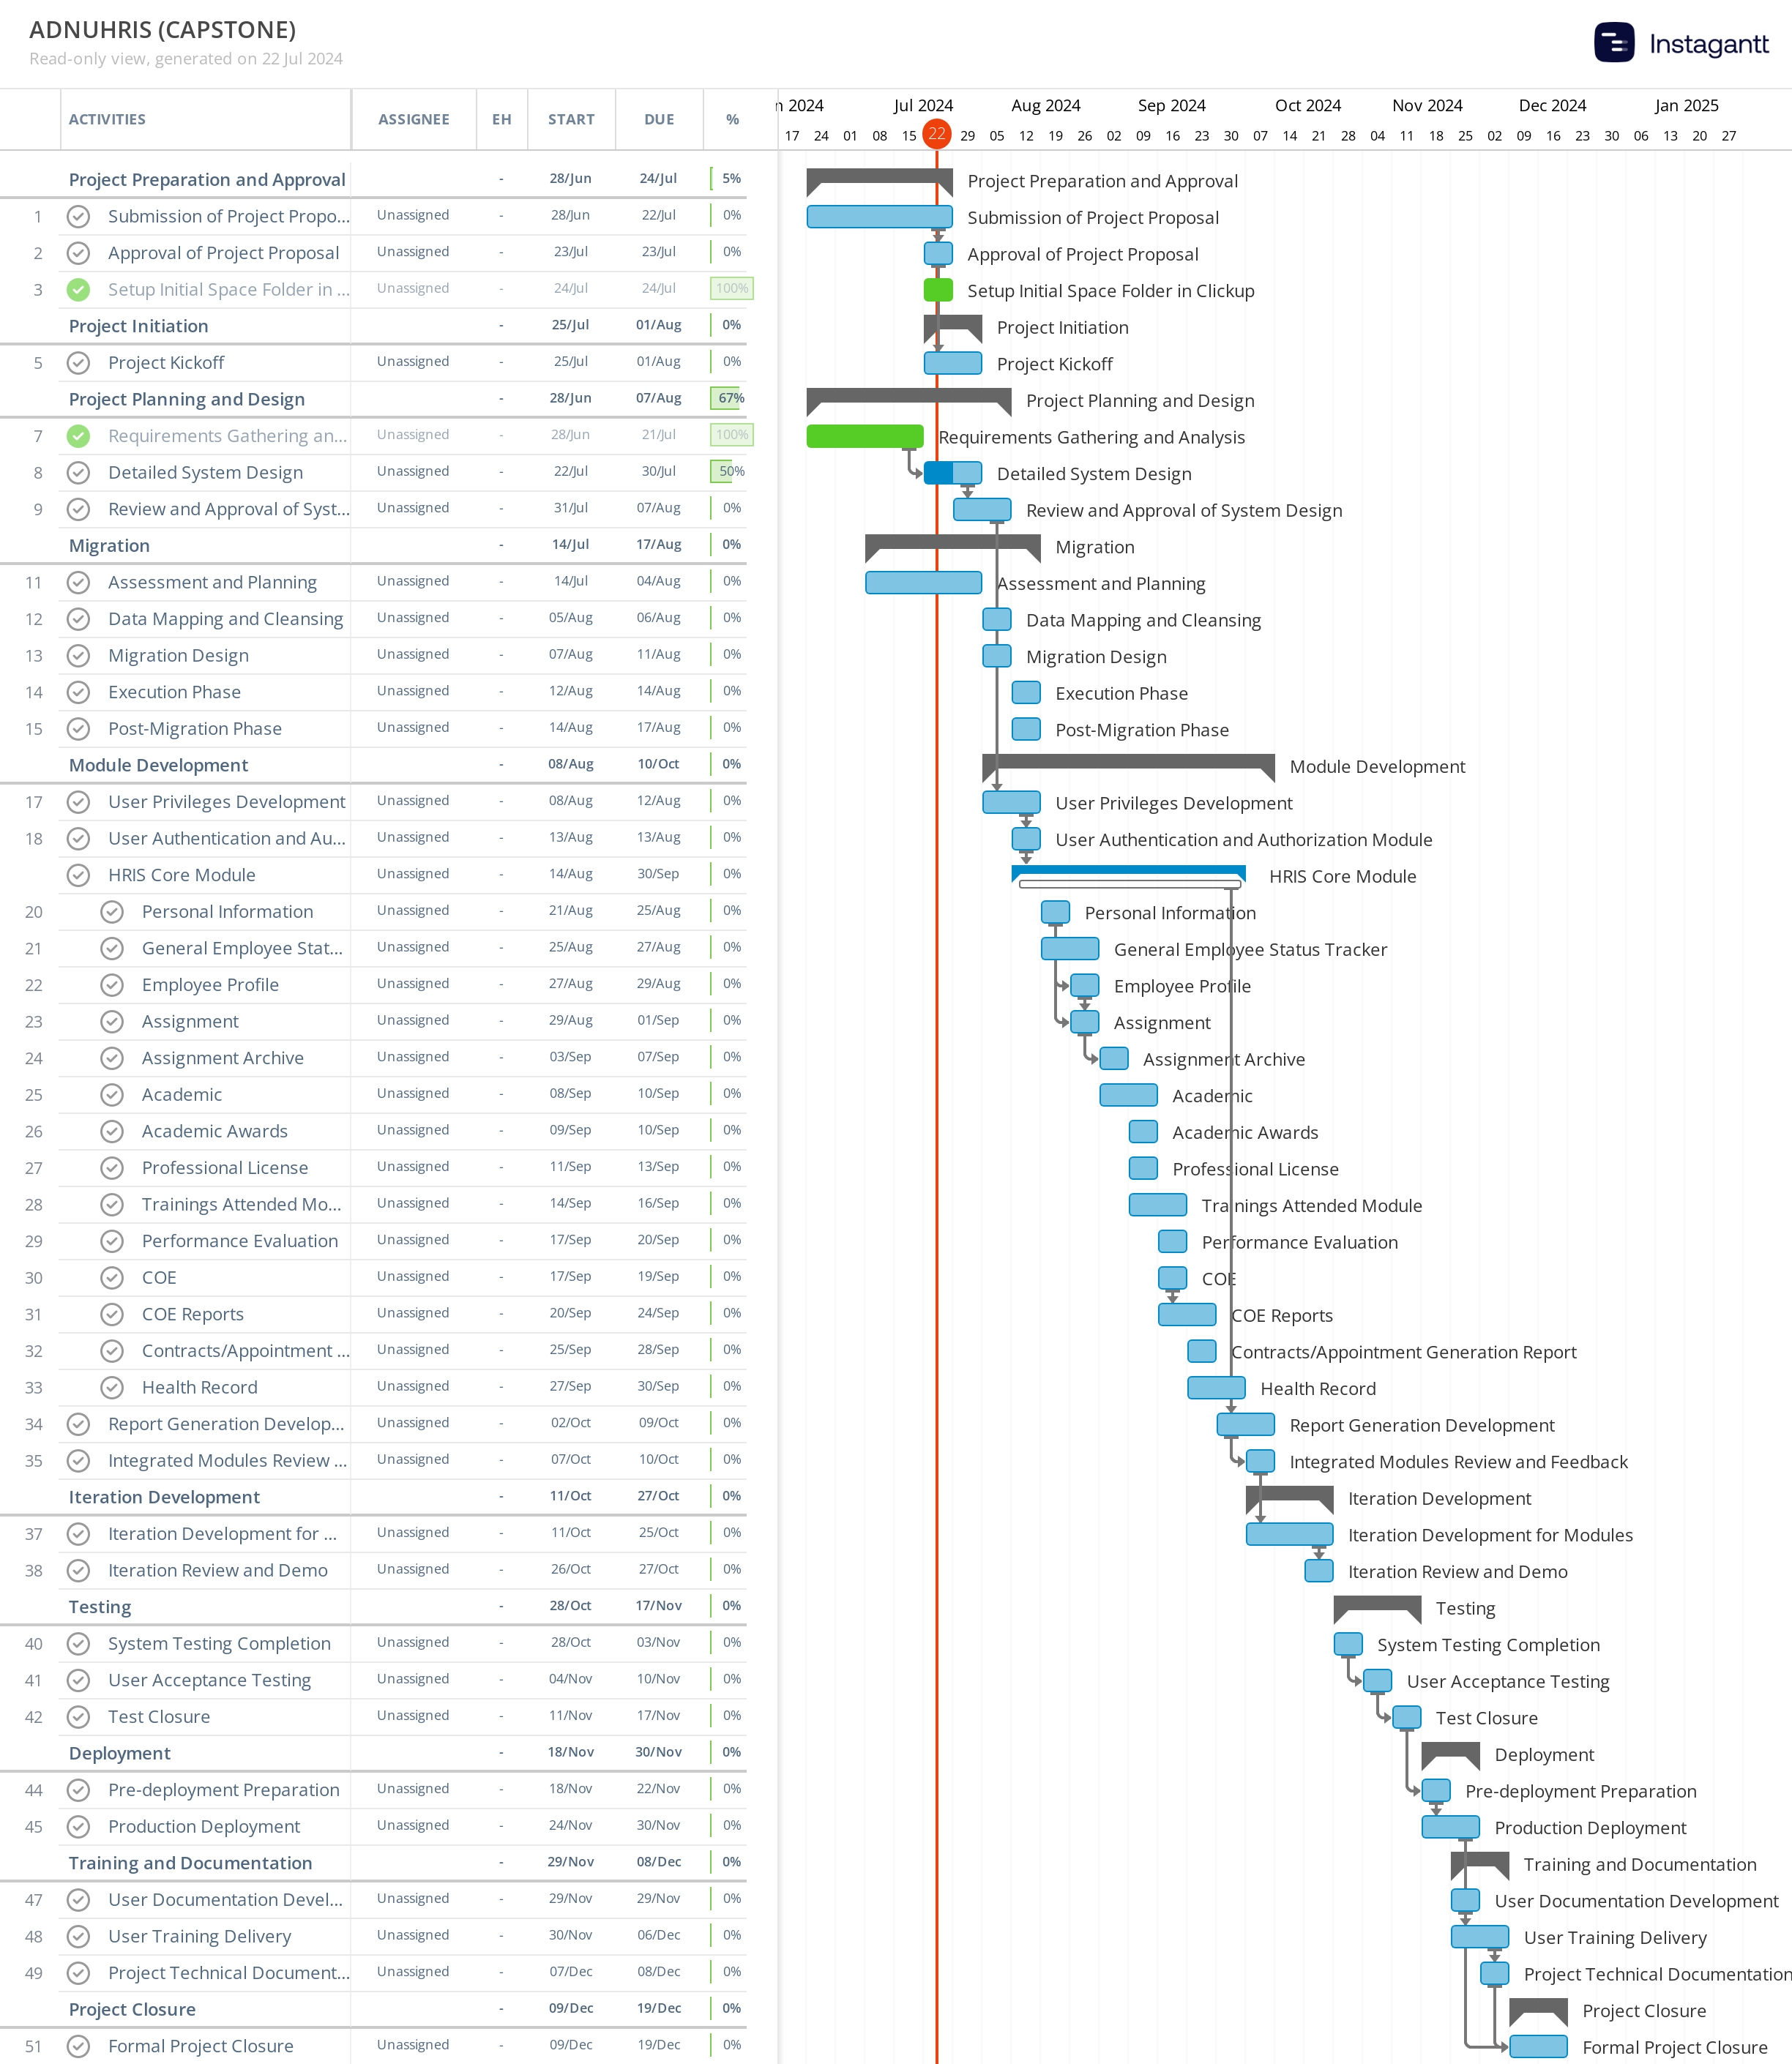 ADNUHRIS (CAPSTONE)
Read-only view, generated on 22 Jul 2024
Instagantt
ACTIVITIES ASSIGNEE EH START DUE %
n 2024 Jul 2024 Aug 2024 Sep 2024 Oct 2024 Nov 2024 Dec 2024 Jan 2025
17 24 01 08 15 22 29 05 12 19 26 02 09 16 23 30 07 14 21 28 04 11 18 25 02 09 16 23 30 06 13 20 27
Project Preparation and Approval - 28/Jun 24/Jul 5% Project Preparation and Approval
1 Submission of Project Propo... Unassigned - 28/Jun 22/Jul 0% Submission of Project Proposal
2 Approval of Project Proposal Unassigned - 23/Jul 23/Jul 0% Approval of Project Proposal
3 Setup Initial Space Folder in ... Unassigned - 24/Jul 24/Jul 100% Setup Initial Space Folder in Clickup
Project Initiation - 25/Jul 01/Aug 0% Project Initiation
5 Project Kickoff Unassigned - 25/Jul 01/Aug 0% Project Kickoff
Project Planning and Design - 28/Jun 07/Aug 67% Project Planning and Design
7 Requirements Gathering an... Unassigned - 28/Jun 21/Jul 100% Requirements Gathering and Analysis
8 Detailed System Design Unassigned - 22/Jul 30/Jul 50% Detailed System Design
9 Review and Approval of Syst... Unassigned - 31/Jul 07/Aug 0% Review and Approval of System Design
Migration - 14/Jul 17/Aug 0% Migration
11 Assessment and Planning Unassigned - 14/Jul 04/Aug 0% Assessment and Planning
12 Data Mapping and Cleansing Unassigned - 05/Aug 06/Aug 0% Data Mapping and Cleansing
13 Migration Design Unassigned - 07/Aug 11/Aug 0% Migration Design
14 Execution Phase Unassigned - 12/Aug 14/Aug 0% Execution Phase
15 Post-Migration Phase Unassigned - 14/Aug 17/Aug 0% Post-Migration Phase
Module Development - 08/Aug 10/Oct 0% Module Development
17 User Privileges Development Unassigned - 08/Aug 12/Aug 0% User Privileges Development
18 User Authentication and Au... Unassigned - 13/Aug 13/Aug 0% User Authentication and Authorization Module
HRIS Core Module Unassigned - 14/Aug 30/Sep 0% HRIS Core Module
20 Personal Information Unassigned - 21/Aug 25/Aug 0% Personal Information
21 General Employee Stat... Unassigned - 25/Aug 27/Aug 0% General Employee Status Tracker
22 Employee Profile Unassigned - 27/Aug 29/Aug 0% Employee Profile
23 Assignment Unassigned - 29/Aug 01/Sep 0% Assignment
24 Assignment Archive Unassigned - 03/Sep 07/Sep 0% Assignment Archive
25 Academic Unassigned - 08/Sep 10/Sep 0% Academic
26 Academic Awards Unassigned - 09/Sep 10/Sep 0% Academic Awards
27 Professional License Unassigned - 11/Sep 13/Sep 0% Professional License
28 Trainings Attended Mo... Unassigned - 14/Sep 16/Sep 0% Trainings Attended Module
29 Performance Evaluation Unassigned - 17/Sep 20/Sep 0% Performance Evaluation
30 COE Unassigned - 17/Sep 19/Sep 0% COE
31 COE Reports Unassigned - 20/Sep 24/Sep 0% COE Reports
32 Contracts/Appointment ... Unassigned - 25/Sep 28/Sep 0% Contracts/Appointment Generation Report
33 Health Record Unassigned - 27/Sep 30/Sep 0% Health Record
34 Report Generation Develop... Unassigned - 02/Oct 09/Oct 0% Report Generation Development
35 Integrated Modules Review ... Unassigned - 07/Oct 10/Oct 0% Integrated Modules Review and Feedback
Iteration Development - 11/Oct 27/Oct 0% Iteration Development
37 Iteration Development for ... Unassigned - 11/Oct 25/Oct 0% Iteration Development for Modules
38 Iteration Review and Demo Unassigned - 26/Oct 27/Oct 0% Iteration Review and Demo
Testing - 28/Oct 17/Nov 0% Testing
40 System Testing Completion Unassigned - 28/Oct 03/Nov 0% System Testing Completion
41 User Acceptance Testing Unassigned - 04/Nov 10/Nov 0% User Acceptance Testing
42 Test Closure Unassigned - 11/Nov 17/Nov 0% Test Closure
Deployment - 18/Nov 30/Nov 0% Deployment
44 Pre-deployment Preparation Unassigned - 18/Nov 22/Nov 0% Pre-deployment Preparation
45 Production Deployment Unassigned - 24/Nov 30/Nov 0% Production Deployment
Training and Documentation - 29/Nov 08/Dec 0% Training and Documentation
47 User Documentation Devel... Unassigned - 29/Nov 29/Nov 0% User Documentation Development
48 User Training Delivery Unassigned - 30/Nov 06/Dec 0% User Training Delivery
49 Project Technical Document... Unassigned - 07/Dec 08/Dec 0% Project Technical Documentation
Project Closure - 09/Dec 19/Dec 0% Project Closure
51 Formal Project Closure Unassigned - 09/Dec 19/Dec 0% Formal Project Closure